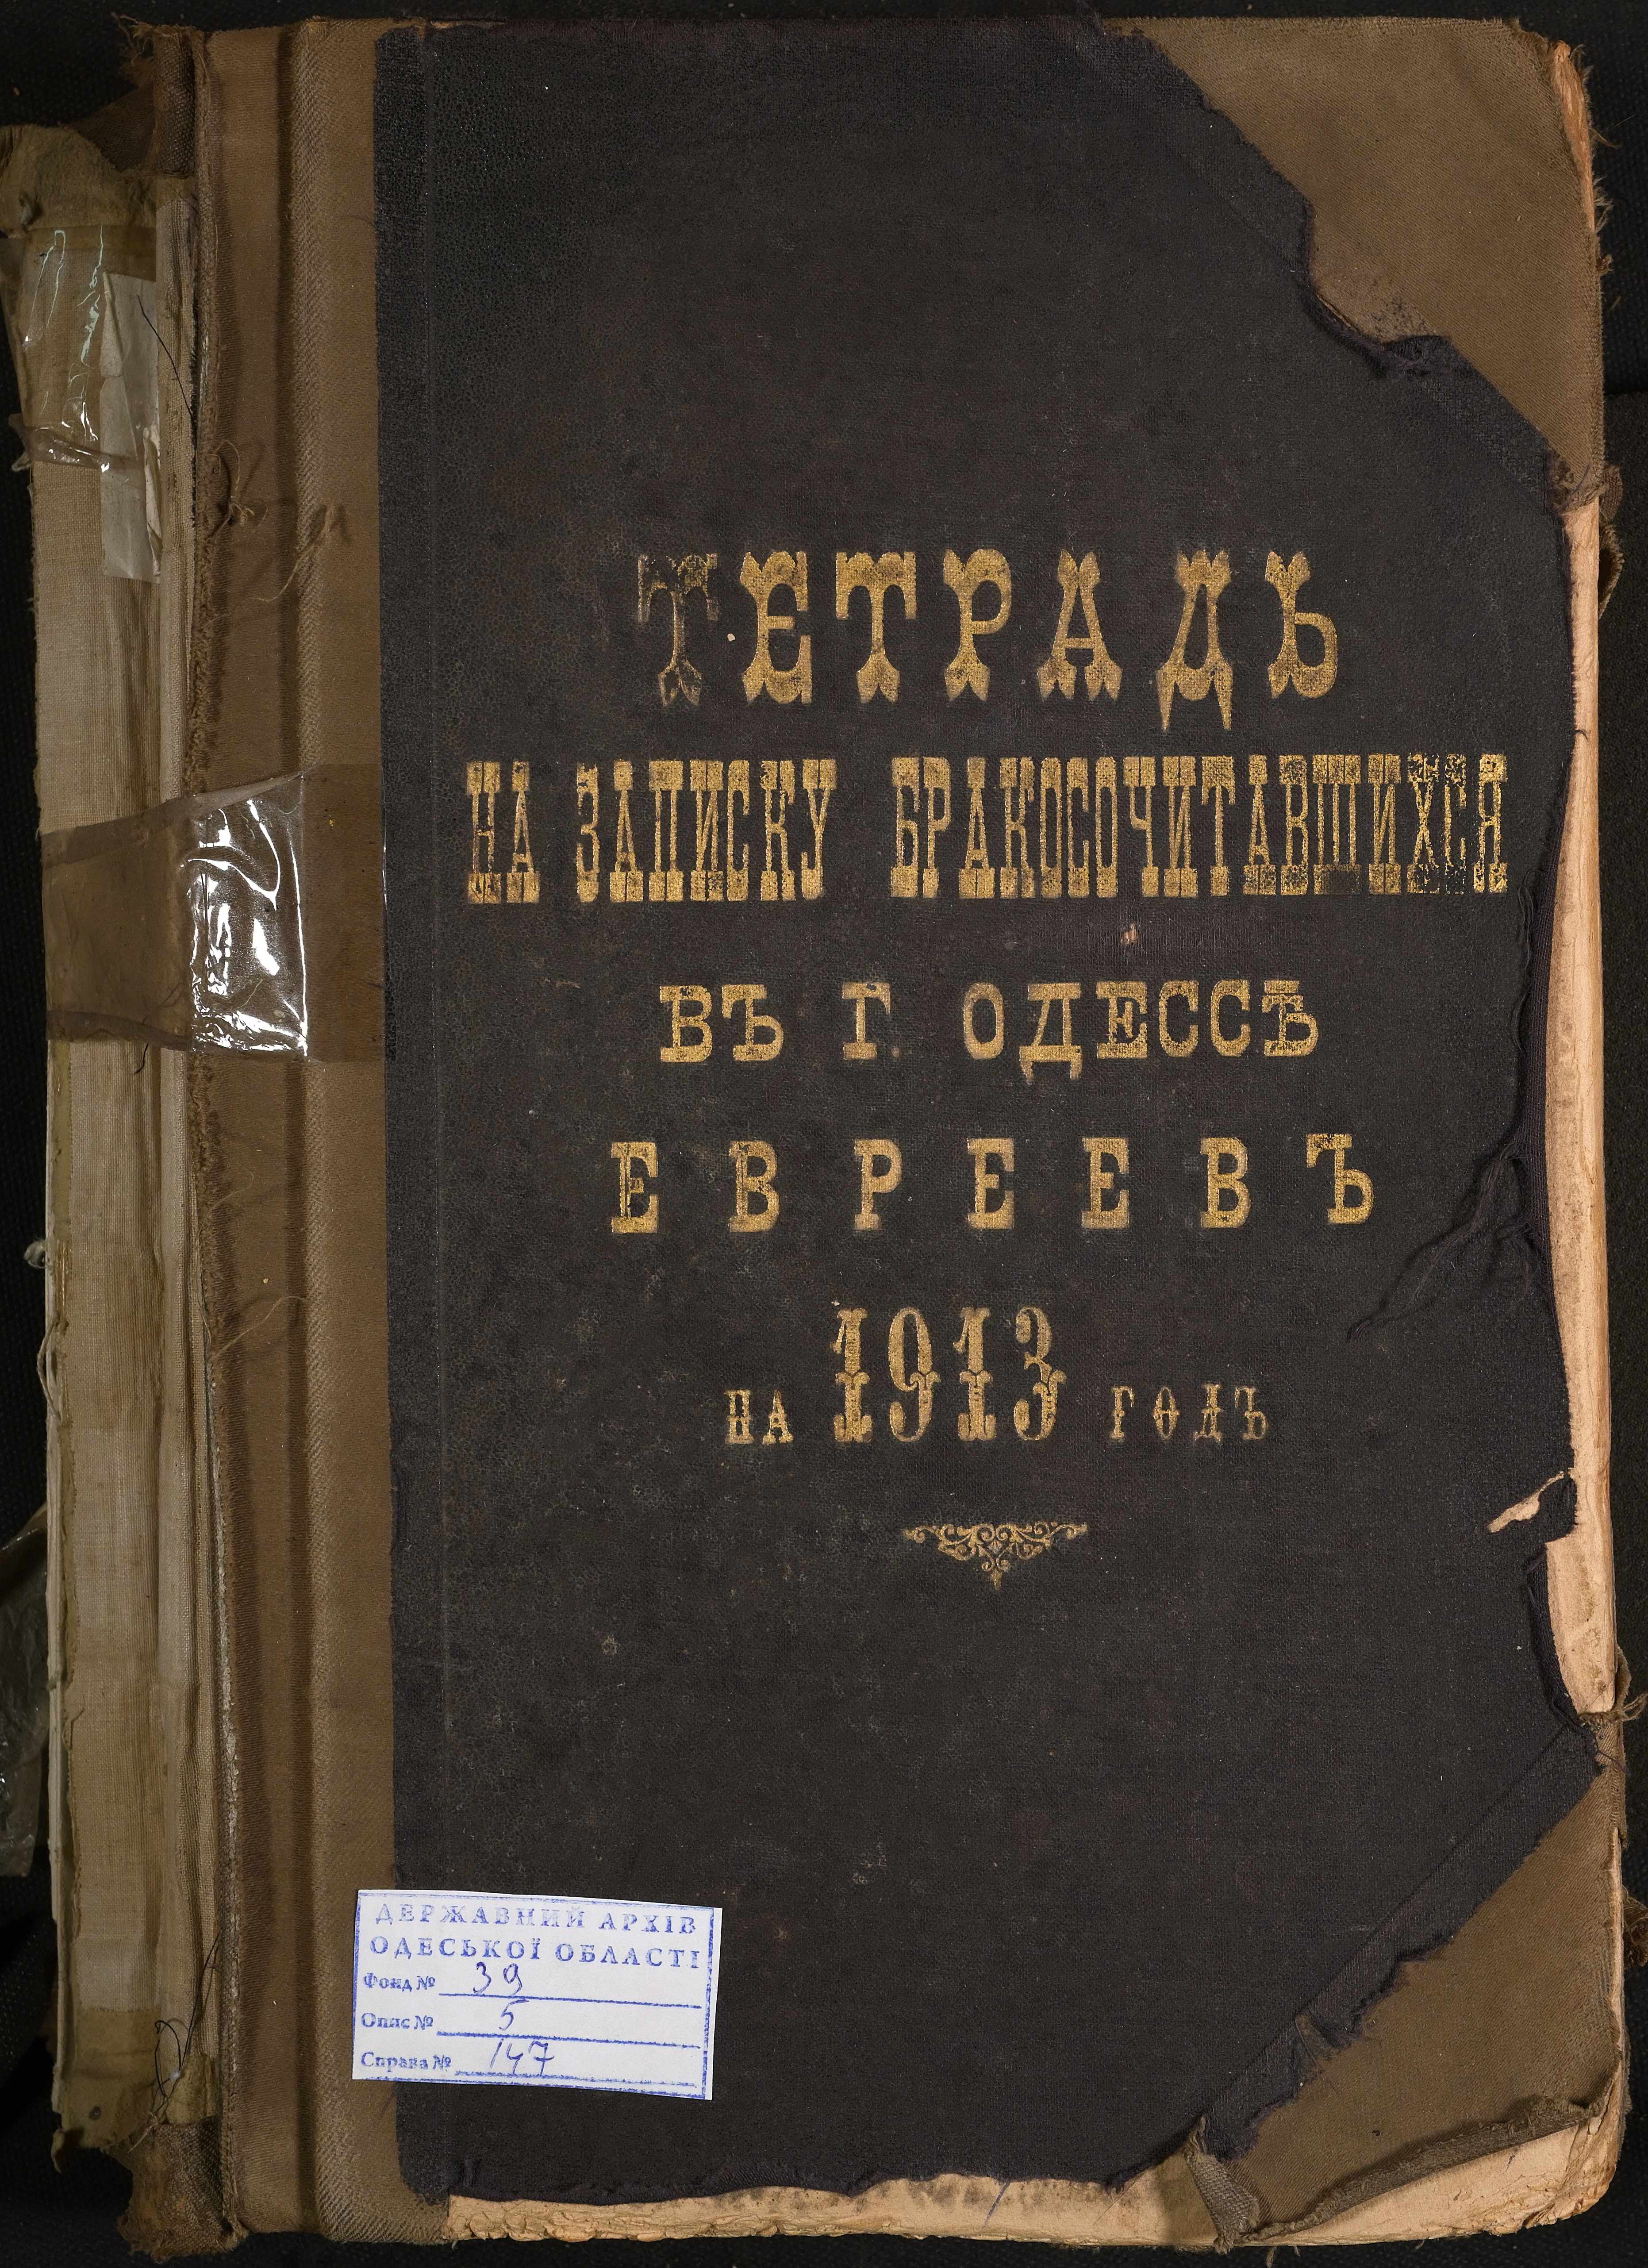 ТЕТРАДЬ
НА ЗАПИСКУ БРАКОСОЧИТАВШИХСЯ
ВЪ Г. ОДЕССѢ
ЕВРЕЕВЪ
НА 1913 ГОДЪ
ДЕРЖАВНИЙ АРХІВ
ОДЕСЬКОЇ ОБЛАСТІ
Фонд № 39
Опис № 5
Справа № 147